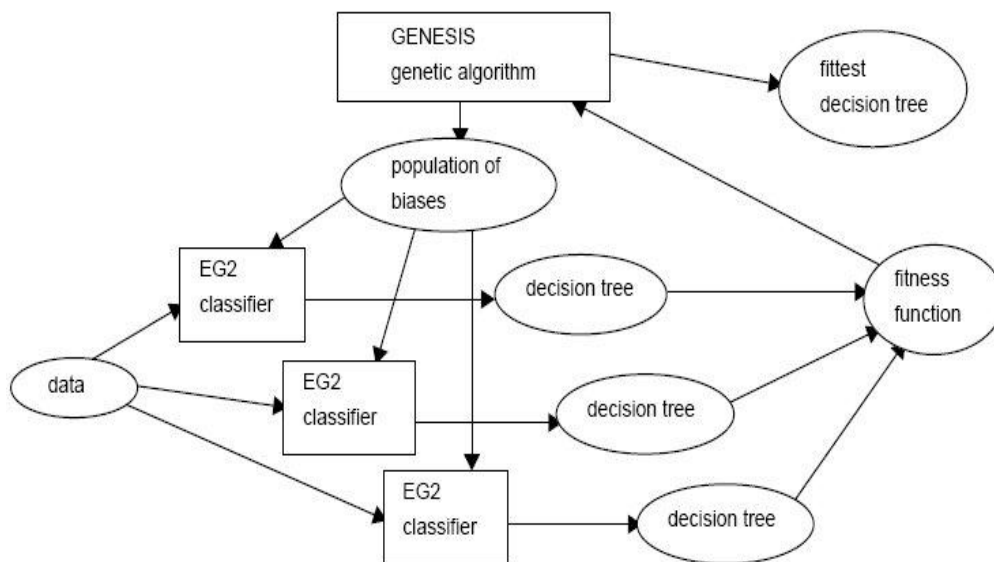 GENESIS
genetic algorithm
fittest
decision tree
population of
biases
EG2
classifier
decision tree
fitness
function
data
EG2
classifier
decision tree
EG2
classifier
decision tree